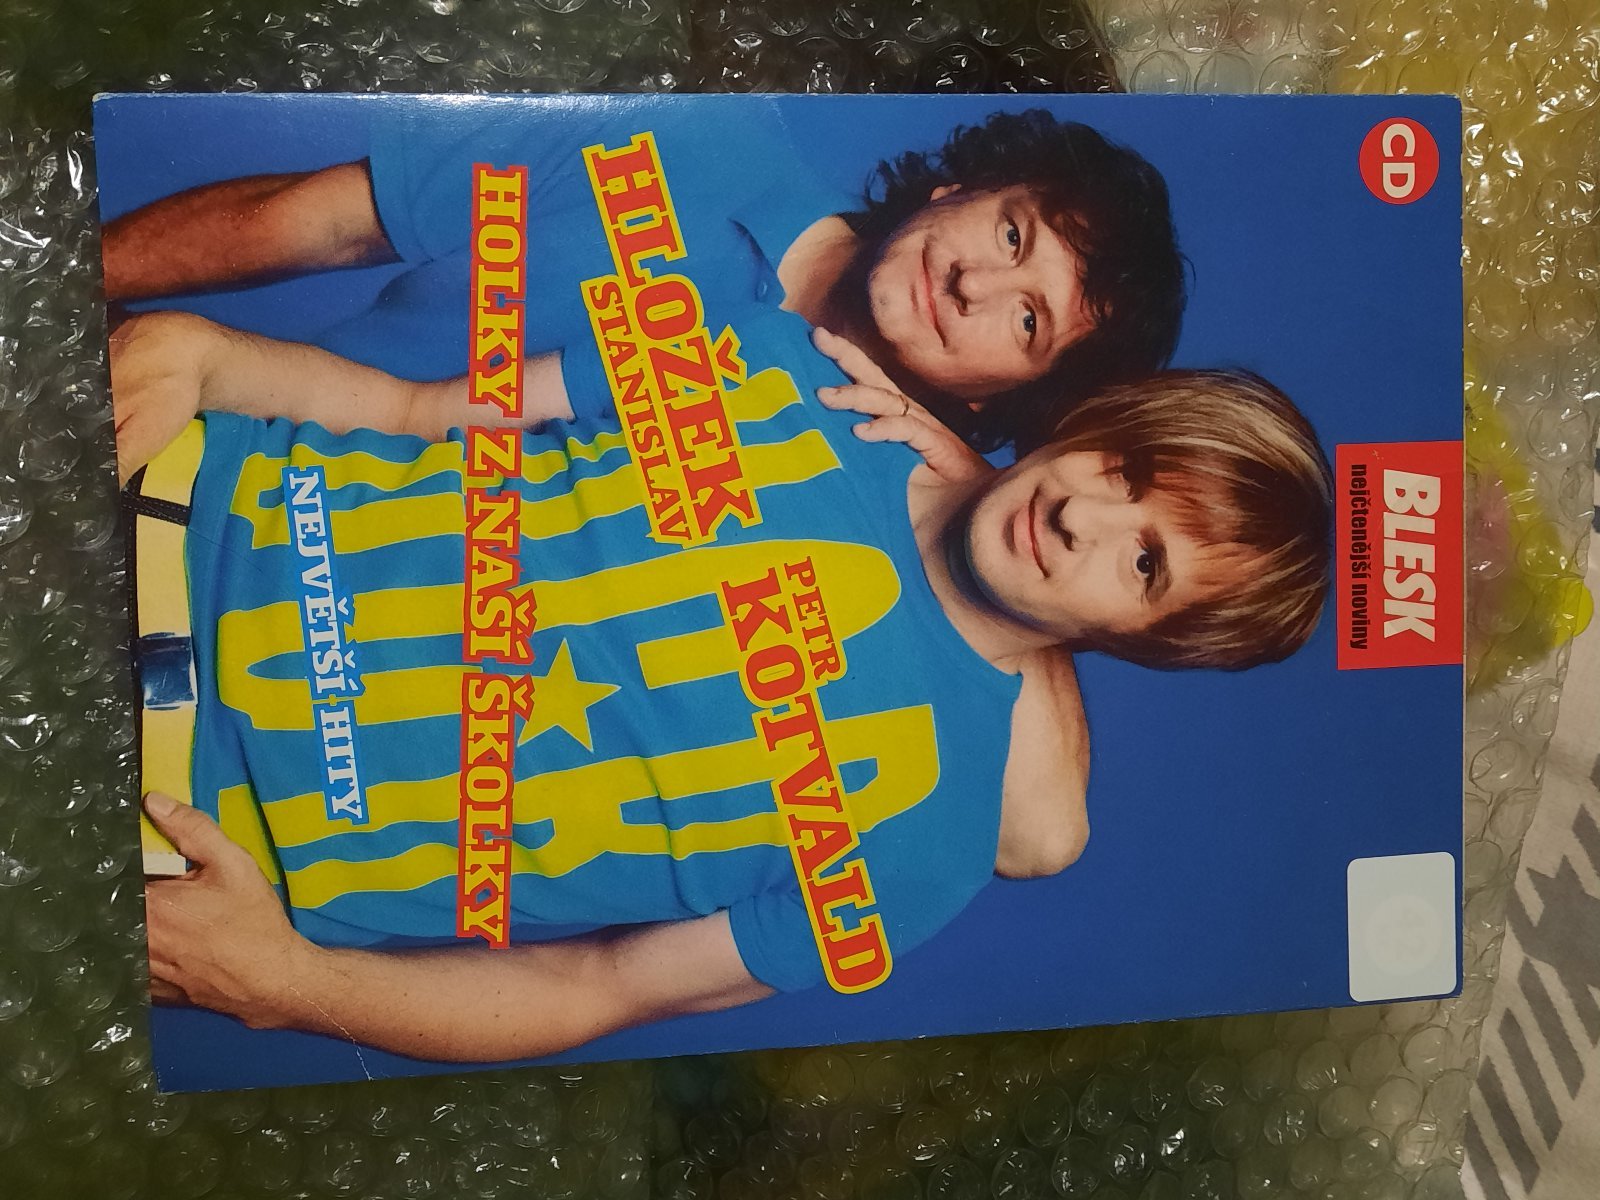 CD
BLESK
nejčtenější noviny
HLOŽEK
STANISLAV
PETR
KOTVALD
HOLKY Z NAŠÍ ŠKOLKY
NEJVĚTŠÍ HITY